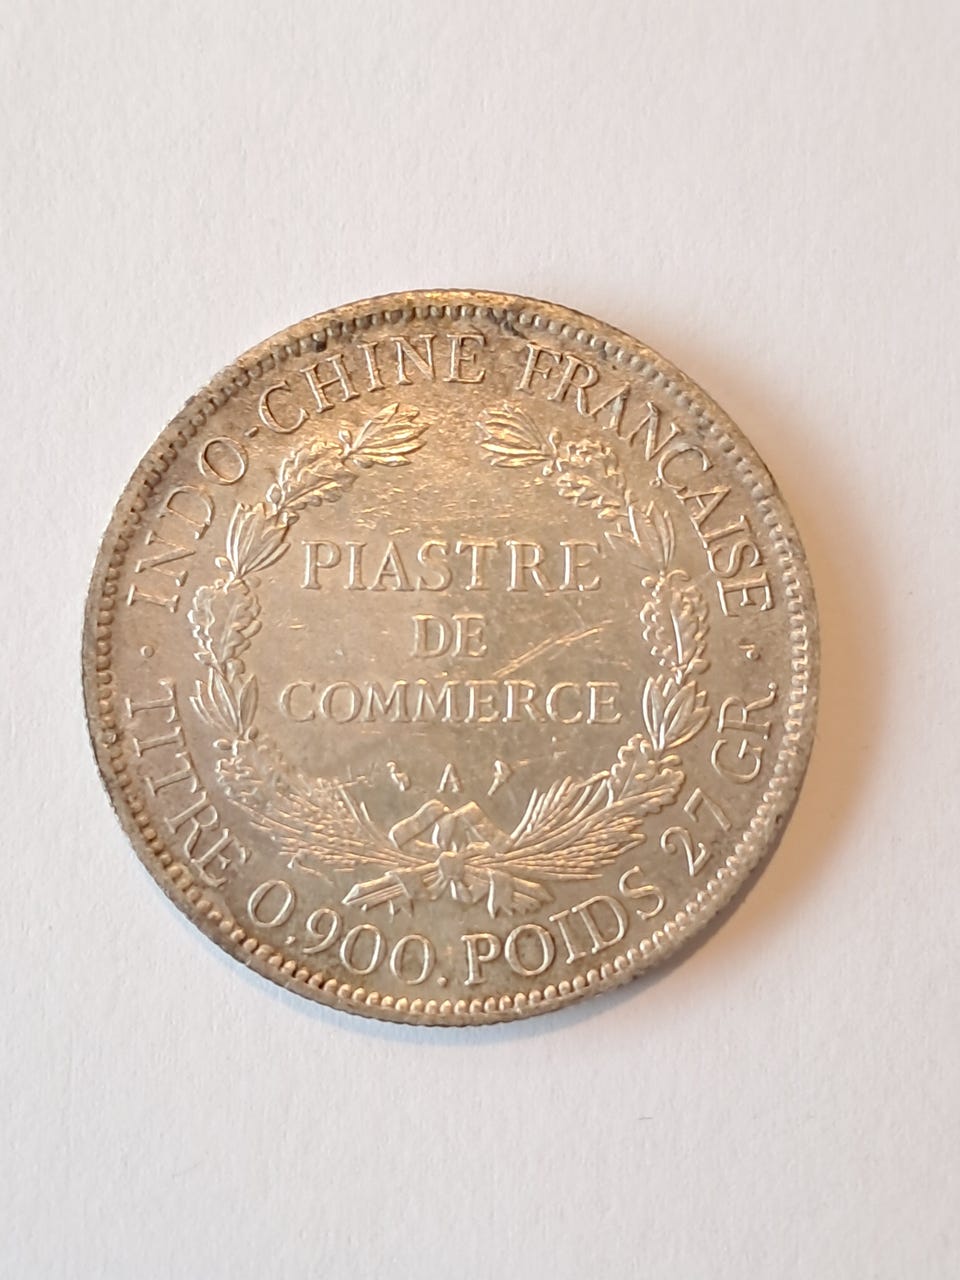 INDO-CHINE FRANÇAISE
PIASTRE
DE
COMMERCE
A
TITRE 0,900. POIDS 27 GR.